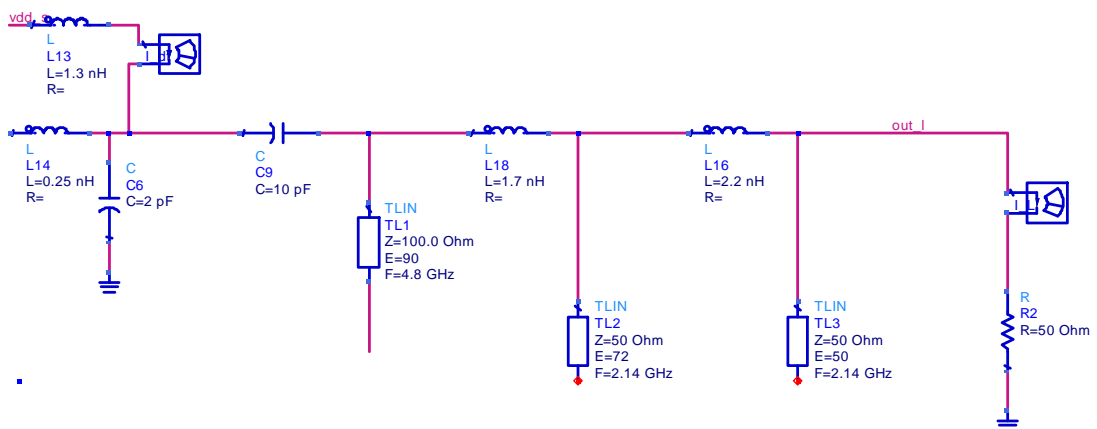 vdd_s
L
L13
L=1.3 nH
R=
L
L14
L=0.25 nH
R=
C
C6
C=2 pF
C
C9
C=10 pF
TLIN
TL1
Z=100.0 Ohm
E=90
F=4.8 GHz
L
L18
L=1.7 nH
R=
TLIN
TL2
Z=50 Ohm
E=72
F=2.14 GHz
L
L16
L=2.2 nH
R=
TLIN
TL3
Z=50 Ohm
E=50
F=2.14 GHz
out_l
R
R2
R=50 Ohm